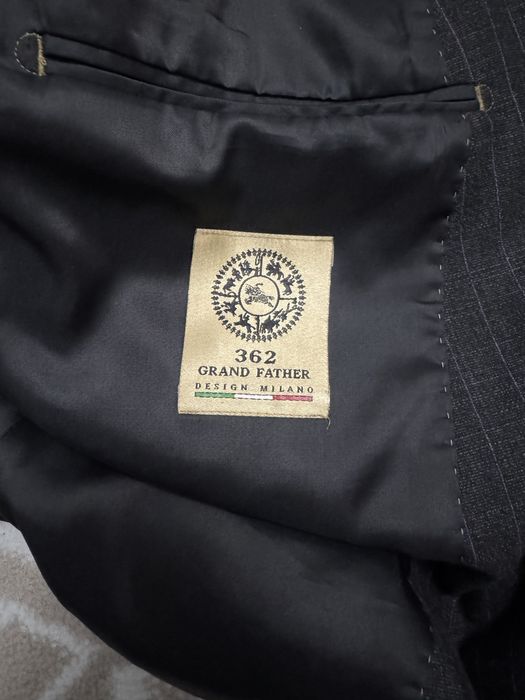 362
GRAND FATHER
DESIGN MILANO